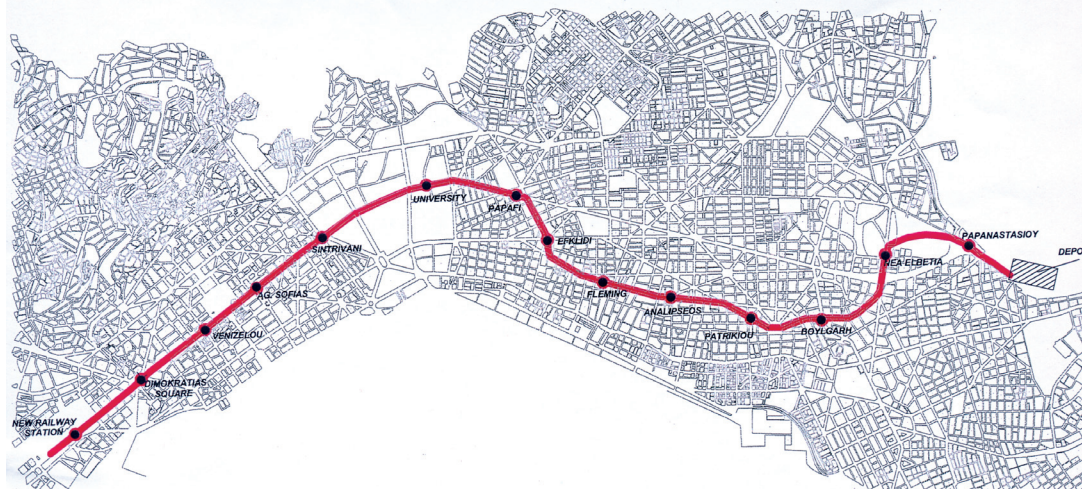 NEW RAILWAY
STATION
DIMOKRATIAS
SQUARE
VENIZELOU
AG. SOFIAS
SINTRIVANI
UNIVERSITY
PAPAFI
EFKLIDI
FLEMING
ANALIPSEOS
PATRIKIOU
BOYLGARH
NEA ELBETIA
PAPANASTASIOY
DEPO